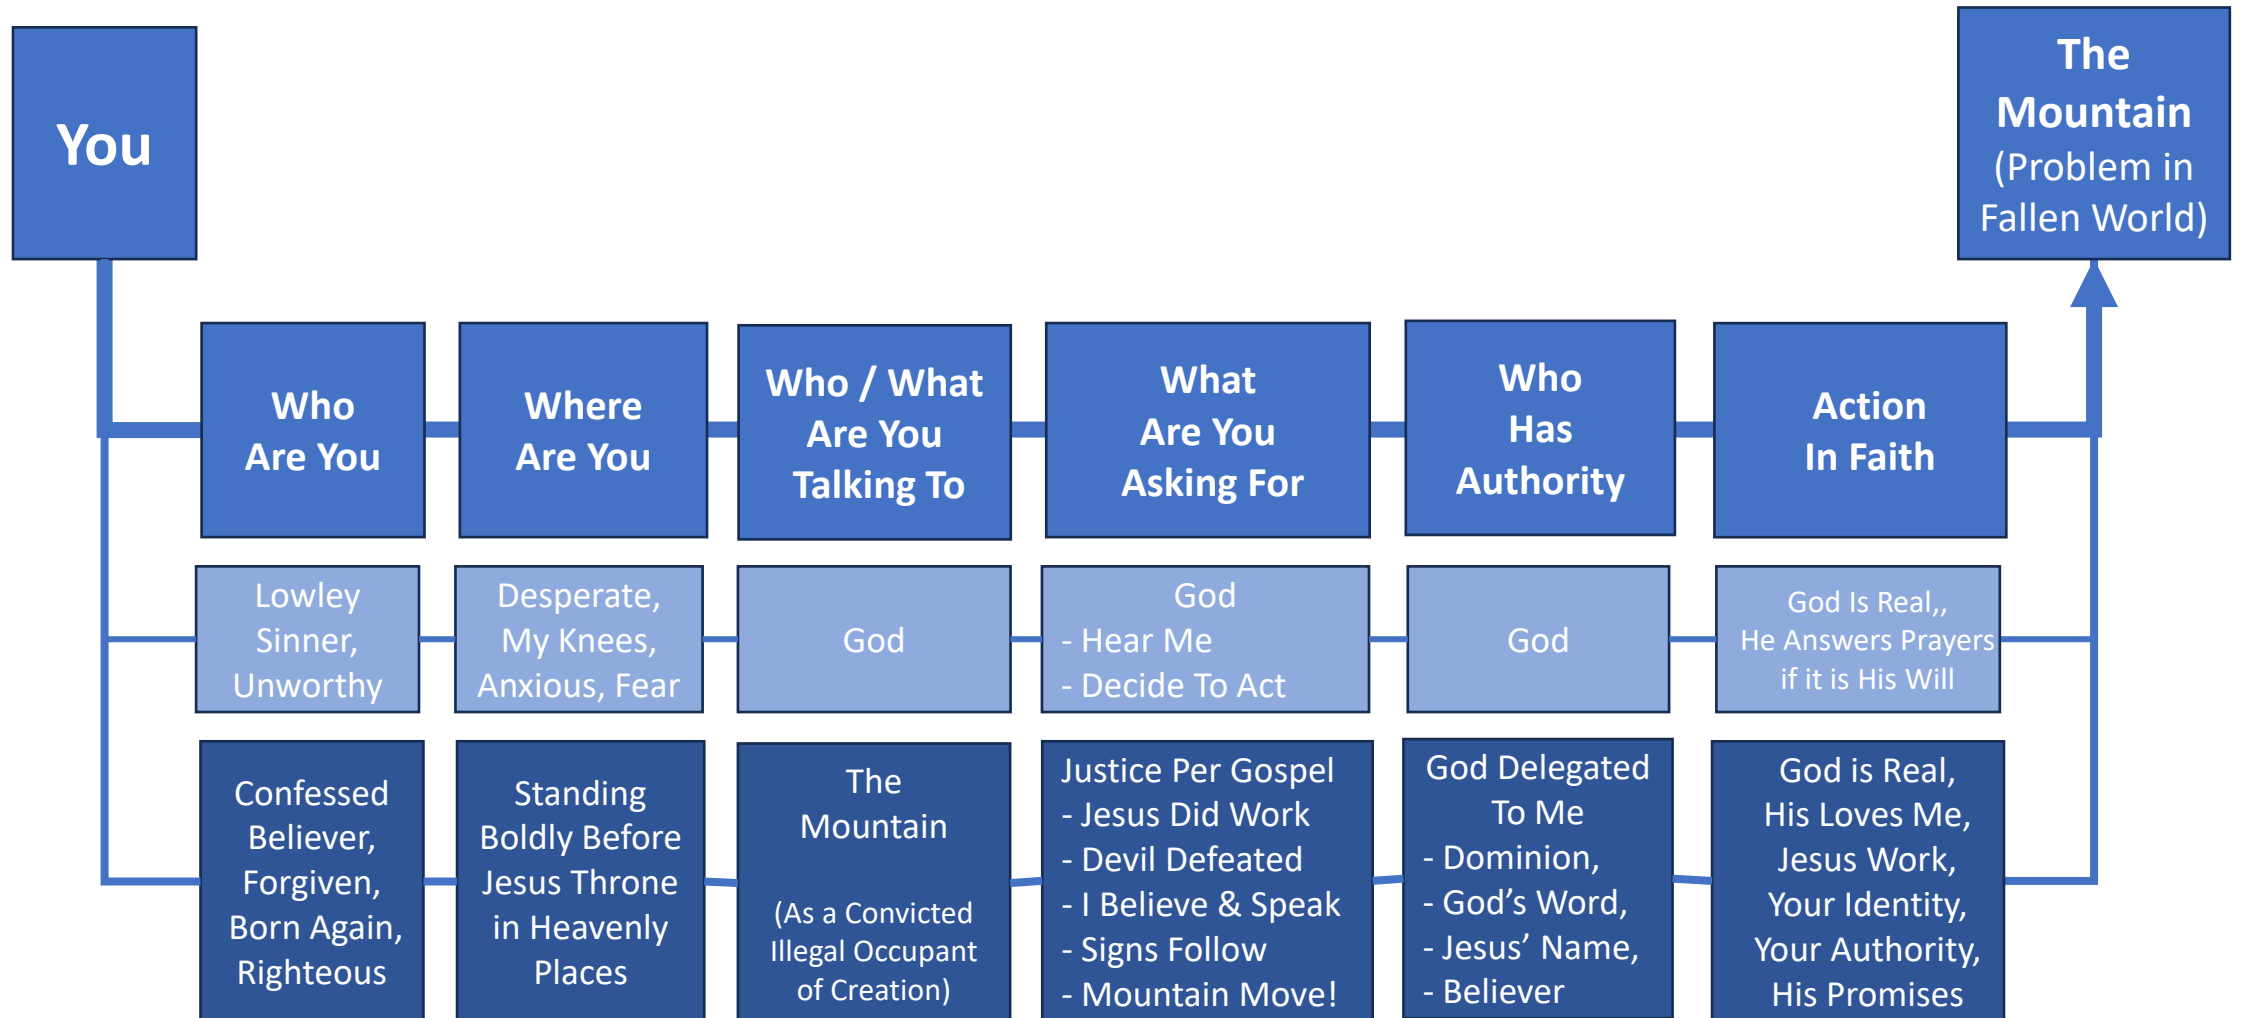 You
The
Mountain
(Problem in
Fallen World)
Who
Are You
Where
Are You
Who / What
Are You
Talking To
What
Are You
Asking For
Who
Has
Authority
Action
In Faith
Lowley
Sinner,
Unworthy
Desperate,
My Knees,
Anxious, Fear
God
God
- Hear Me
- Decide To Act
God
God Is Real,,
He Answers Prayers
if it is His Will
Confessed
Believer,
Forgiven,
Born Again,
Righteous
Standing
Boldly Before
Jesus Throne
in Heavenly
Places
The
Mountain
(As a Convicted
Illegal Occupant
of Creation)
Justice Per Gospel
- Jesus Did Work
- Devil Defeated
- I Believe & Speak
- Signs Follow
- Mountain Move!
God Delegated
To Me
- Dominion,
- God’s Word,
- Jesus’ Name,
- Believer
God is Real,
His Loves Me,
Jesus Work,
Your Identity,
Your Authority,
His Promises